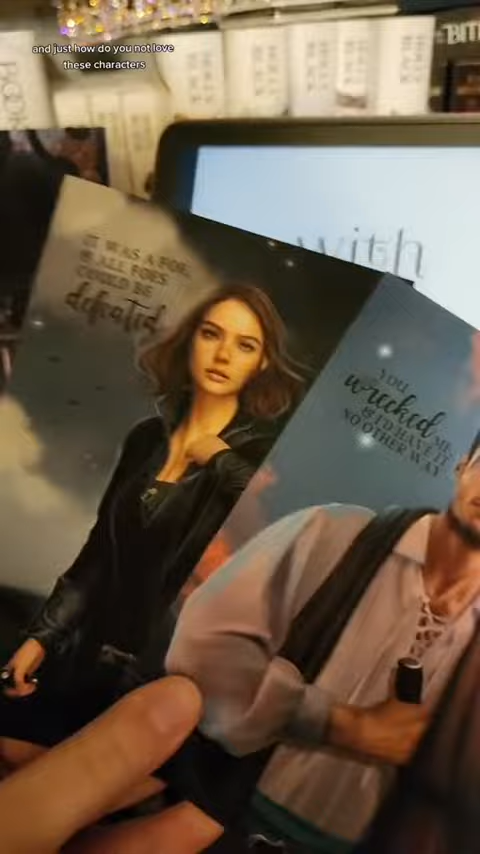 and just how do you not love
these characters
with
IT WAS A FOE,
& ALL FOES
COULD BE
defeated
YOU
wrecked ME,
& I'D HAVE IT
NO OTHER WAY.